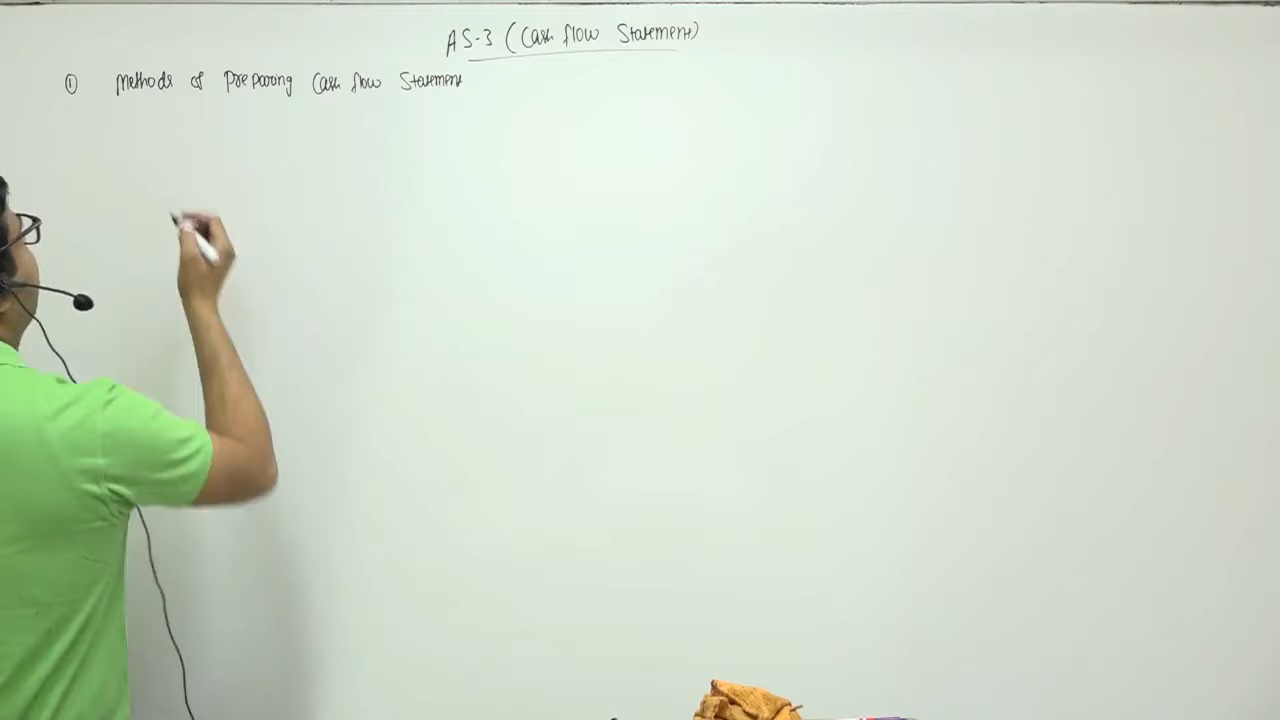 AS-3 (Cash flow Statement)
① Methods of Preparing Cash flow Statement